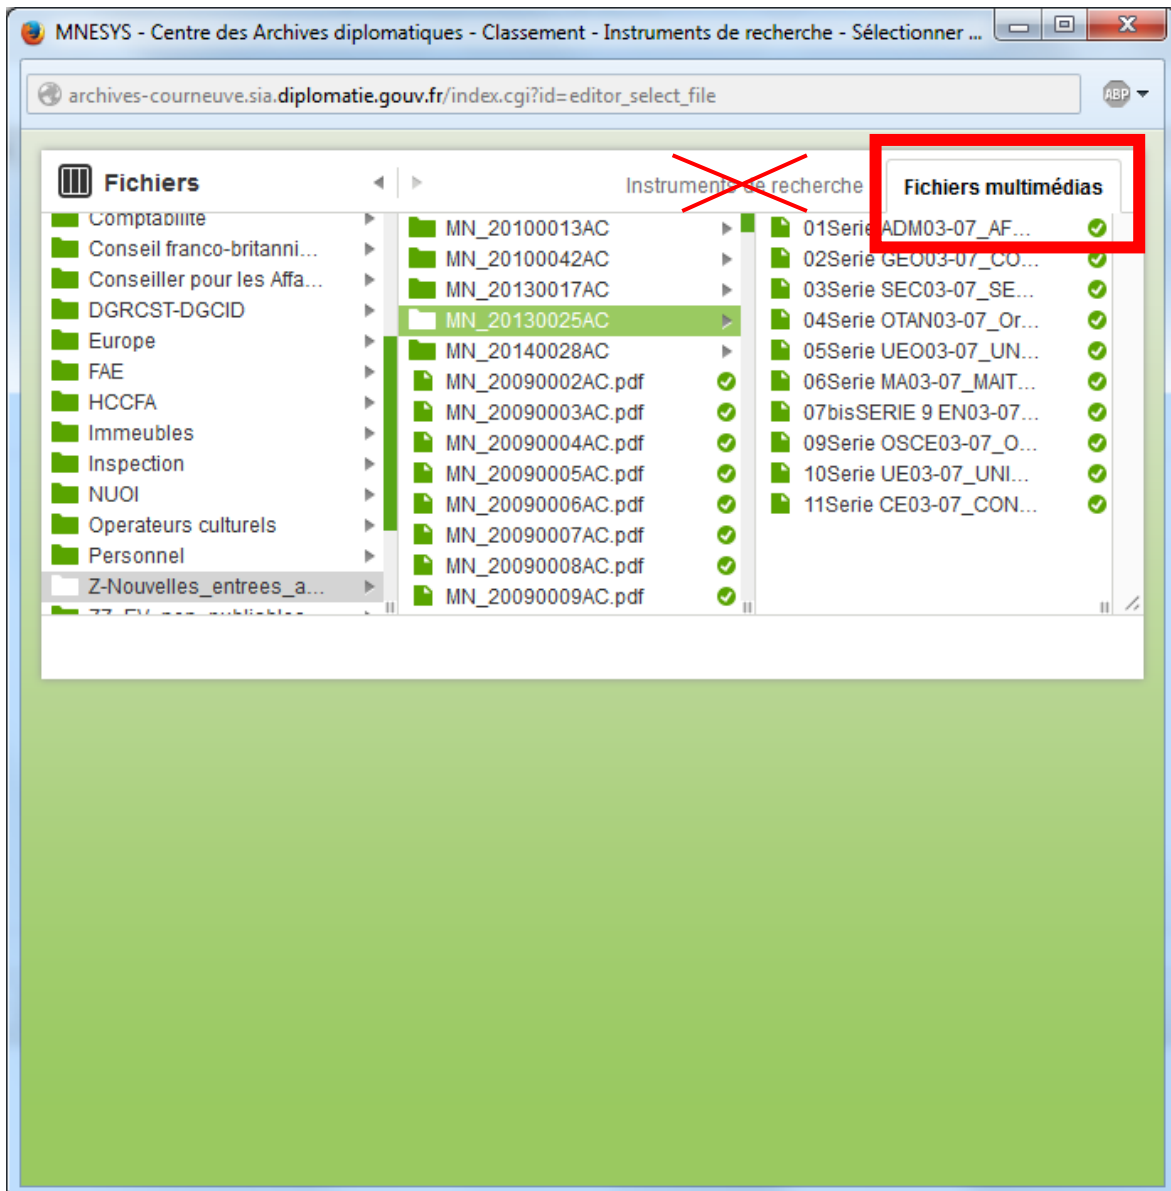 MNESYS - Centre des Archives diplomatiques - Classement - Instruments de recherche - Sélectionner ...
archives-courneuve.sia.diplomatie.gouv.fr/index.cgi?id=editor_select_file
ABP
Fichiers
Instruments de recherche
Fichiers multimédias
Comptabilité
Conseil franco-britanni...
Conseiller pour les Affa...
DGRCST-DGCID
Europe
FAE
HCCFA
Immeubles
Inspection
NUOI
Operateurs culturels
Personnel
Z-Nouvelles_entrees_a...
MN_20100013AC
MN_20100042AC
MN_20130017AC
MN_20130025AC
MN_20140028AC
MN_20090002AC.pdf
MN_20090003AC.pdf
MN_20090004AC.pdf
MN_20090005AC.pdf
MN_20090006AC.pdf
MN_20090007AC.pdf
MN_20090008AC.pdf
MN_20090009AC.pdf
01Serie ADM03-07_AF...
02Serie GEO03-07_CO...
03Serie SEC03-07_SE...
04Serie OTAN03-07_Or...
05Serie UEO03-07_UN...
06Serie MA03-07_MAIT...
07bisSERIE 9 EN03-07...
09Serie OSCE03-07_O...
10Serie UE03-07_UNI...
11Serie CE03-07_CON...